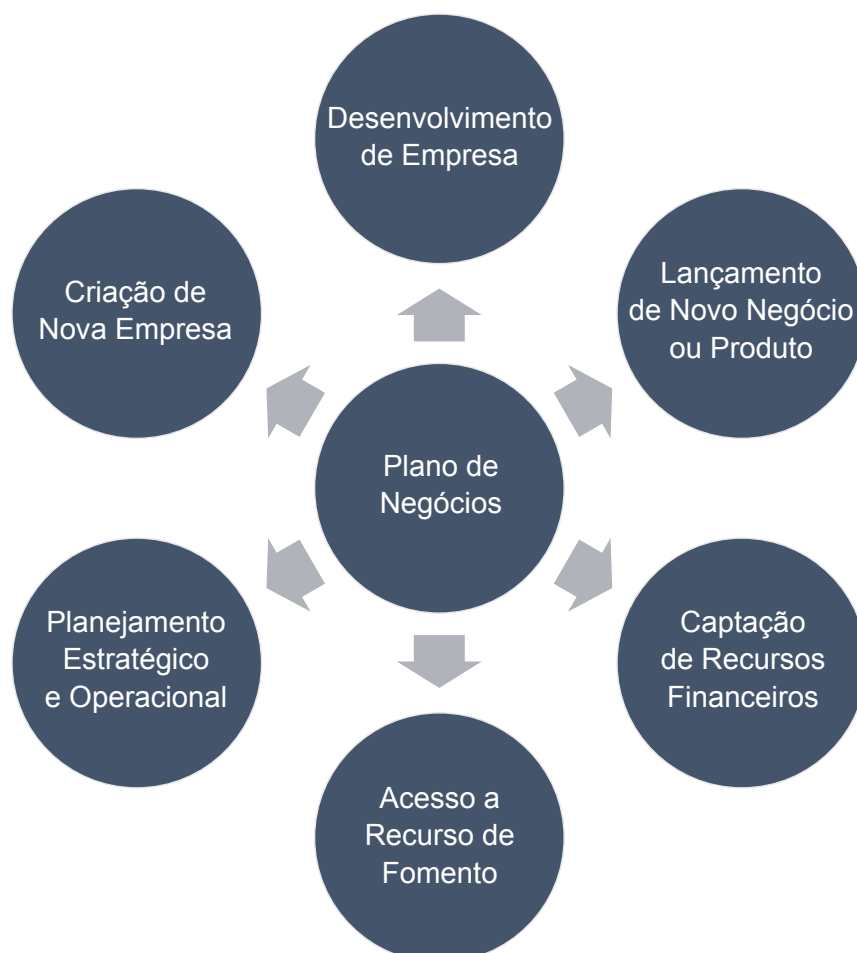 Desenvolvimento
de Empresa
Criação de
Nova Empresa
Lançamento
de Novo Negócio
ou Produto
Plano de
Negócios
Planejamento
Estratégico
e Operacional
Captação
de Recursos
Financeiros
Acesso a
Recurso de
Fomento